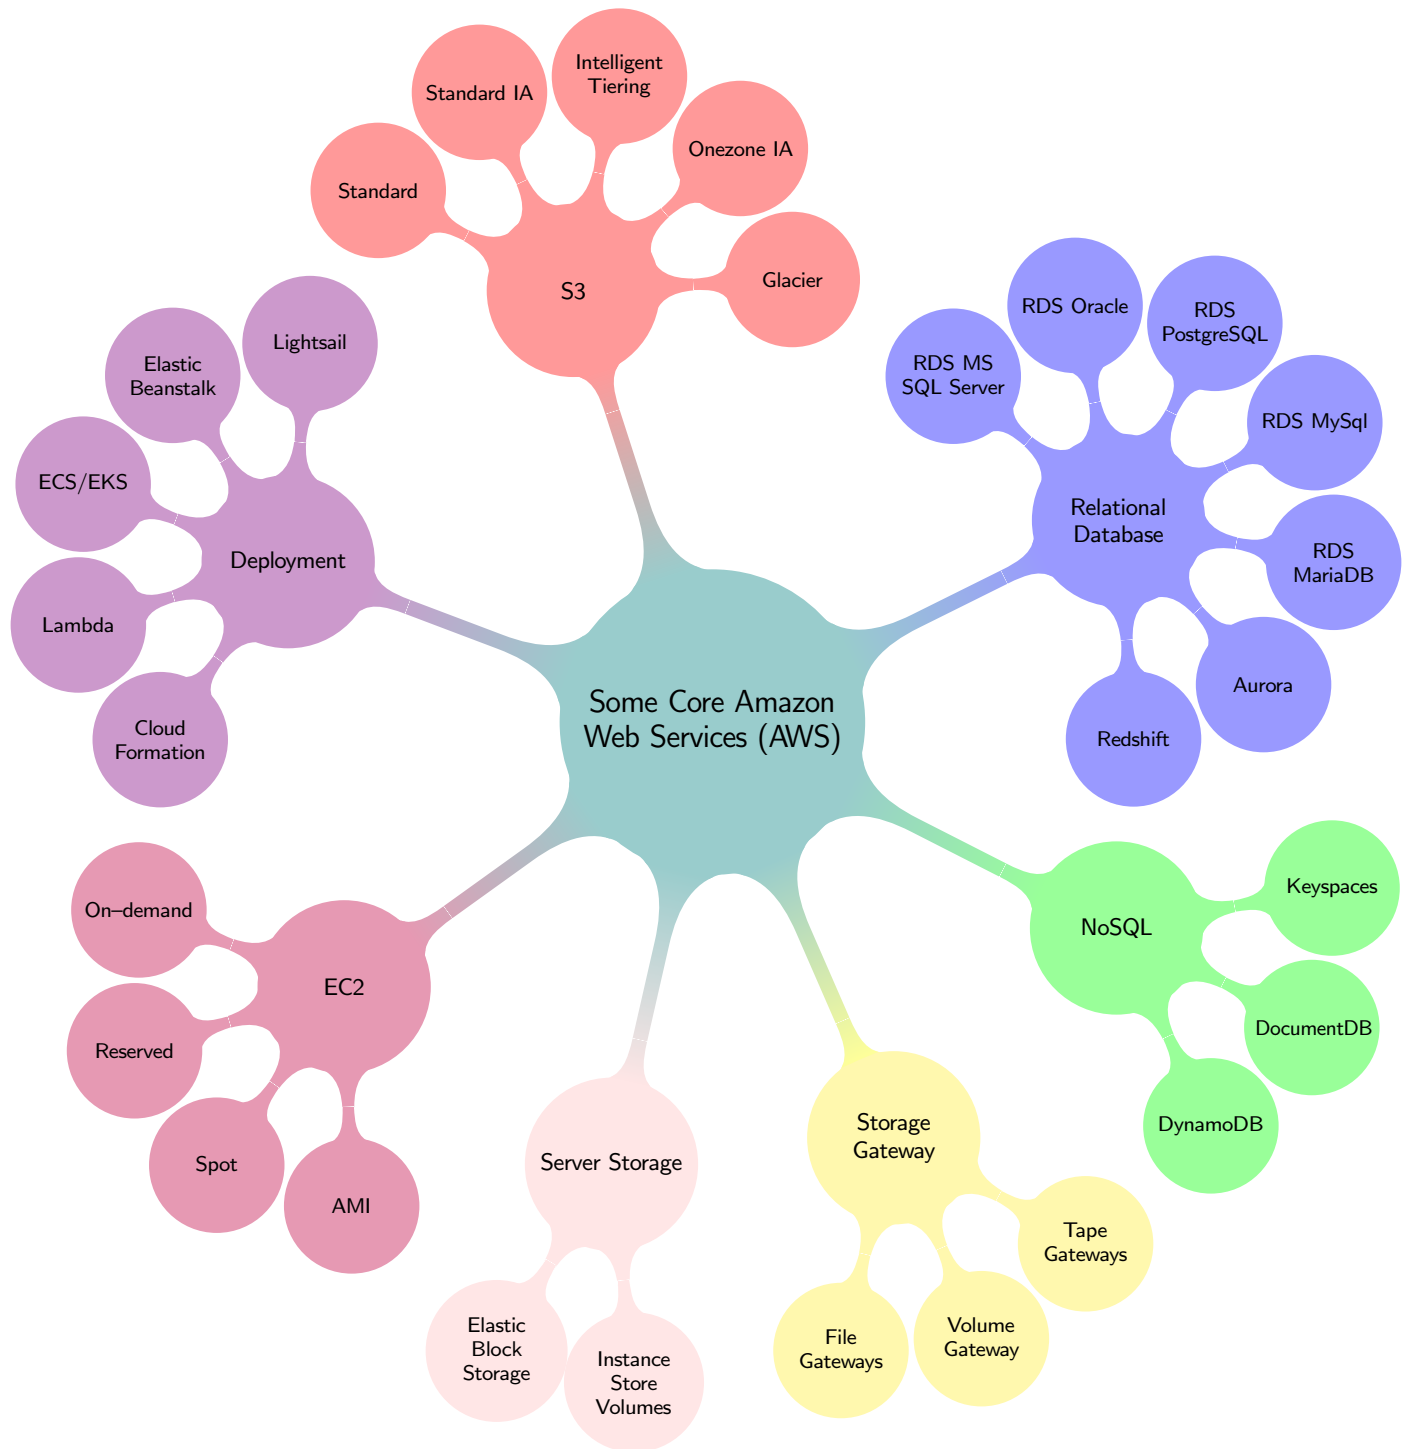 Some Core Amazon
Web Services (AWS)
S3
Standard
Standard IA
Intelligent
Tiering
Onezone IA
Glacier
Relational
Database
RDS MS
SQL Server
RDS Oracle
RDS
PostgreSQL
RDS MySql
RDS
MariaDB
Aurora
Redshift
NoSQL
Keyspaces
DocumentDB
DynamoDB
Storage
Gateway
Tape
Gateways
Volume
Gateway
File
Gateways
Server Storage
Instance
Store
Volumes
Elastic
Block
Storage
EC2
AMI
Spot
Reserved
On–demand
Deployment
Cloud
Formation
Lambda
ECS/EKS
Elastic
Beanstalk
Lightsail